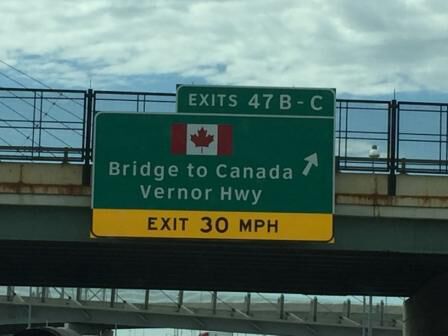 EXITS 47 B - C
Bridge to Canada
Vernor Hwy
EXIT 30 MPH